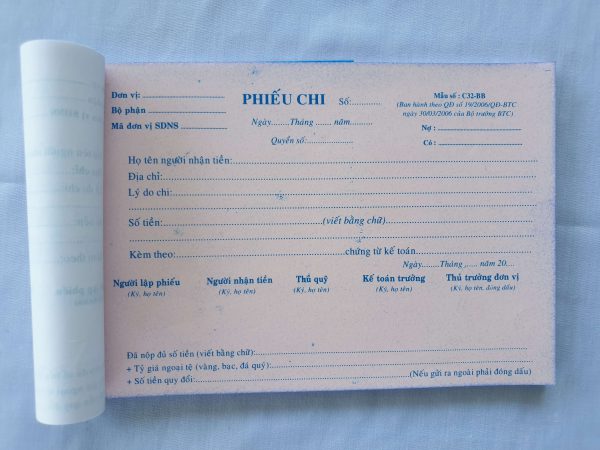 Đơn vị: ........................
Bộ phận ........................
Mã đơn vị SDNS ................
PHIẾU CHI Số:.............
Ngày........Tháng ....... năm..........
Quyển số:........................
Mẫu số : C32-BB
(Ban hành theo QĐ số 19/2006/QĐ-BTC
ngày 30/03/2006 của Bộ trưởng BTC)
Nợ : ........................
Có : ........................
Họ tên người nhận tiền:................................................
Địa chỉ:................................................
Lý do chi:................................................
................................................
Số tiền:........................(viết bằng chữ)........................
................................................
Kèm theo:........................chứng từ kế toán........................
Ngày.......Tháng ...... năm 20....
Người lập phiếu Người nhận tiền Thủ quỹ Kế toán trưởng Thủ trưởng đơn vị
(Ký, họ tên) (Ký, họ tên) (Ký, họ tên) (Ký, họ tên) (Ký, họ tên, đóng dấu)
Đã nộp đủ số tiền (viết bằng chữ):................................................
+ Tỷ giá ngoại tệ (vàng, bạc, đá quý):................................................
+ Số tiền quy đổi:................................................(Nếu gửi ra ngoài phải đóng dấu)